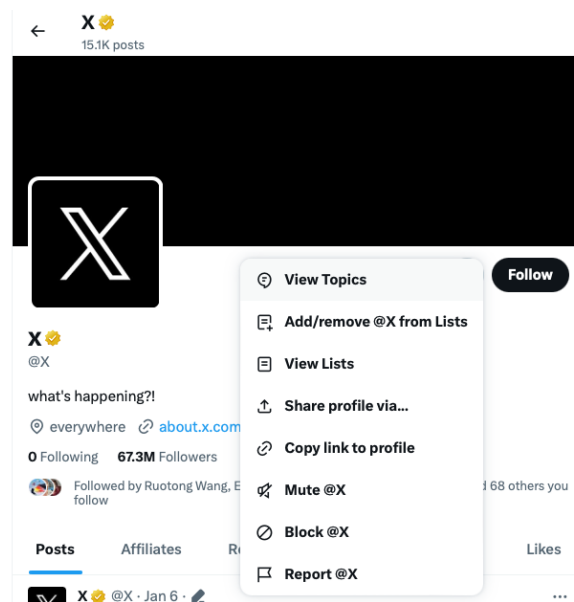 X
15.1K posts
Follow
View Topics
Add/remove @X from Lists
View Lists
Share profile via...
Copy link to profile
Mute @X
Block @X
Report @X
X
@X
what's happening?!
everywhere about.x.com
0 Following 67.3M Followers
Followed by Ruotong Wang, 68 others you
follow
Posts Affiliates Likes
X @X · Jan 6 ·